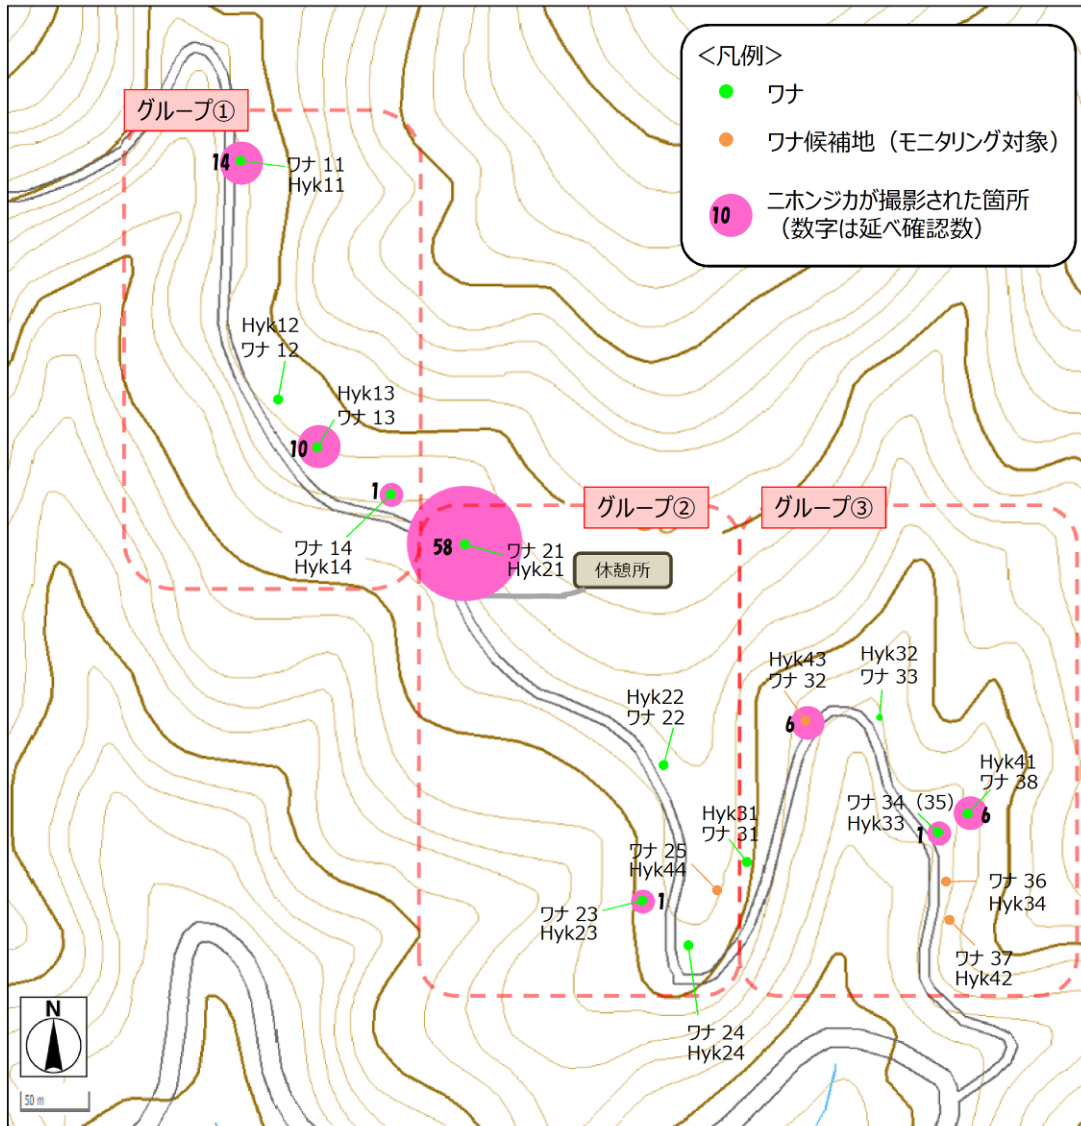 <凡例>
ワナ
ワナ候補地（モニタリング対象）
10
ニホンジカが撮影された箇所
（数字は延べ確認数）
グループ①
14
ワナ 11
Hyk11
Hyk12
ワナ 12
Hyk13
ワナ 13
10
1
ワナ 14
Hyk14
グループ②
グループ③
58
ワナ 21
Hyk21
休憩所
Hyk22
ワナ 22
Hyk43
ワナ 32
6
Hyk32
ワナ 33
Hyk41
ワナ 38
6
ワナ 34（35）
Hyk33
1
Hyk31
ワナ 31
ワナ 25
Hyk44
ワナ 23
Hyk23
1
ワナ 36
Hyk34
ワナ 37
Hyk42
ワナ 24
Hyk24
N
50 m